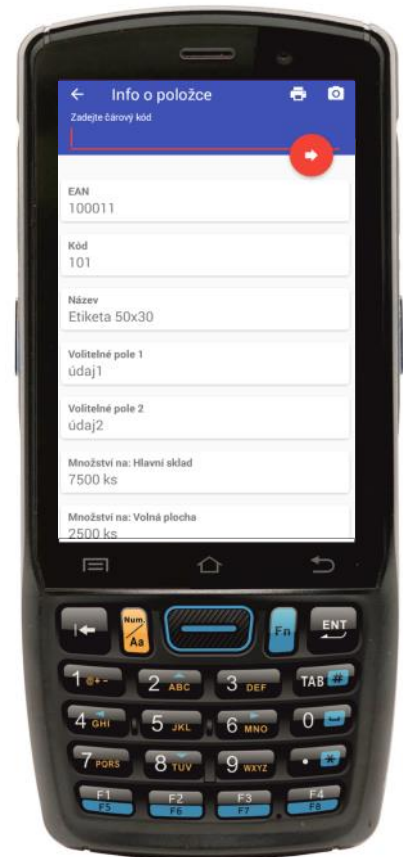 Info o položce
Zadejte čárový kód
EAN
100011
Kód
101
Název
Etiketa 50x30
Volitelné pole 1
údaj1
Volitelné pole 2
údaj2
Množství na: Hlavní sklad
7500 ks
Množství na: Volná plocha
2500 ks
Num. Aa Fn ENT
1 @+- 2 ABC 3 DEF TAB #
4 GHI 5 JKL 6 MNO 0
7 PQRS 8 TUV 9 WXYZ . *
F1 F2 F3 F4
F5 F6 F7 F8